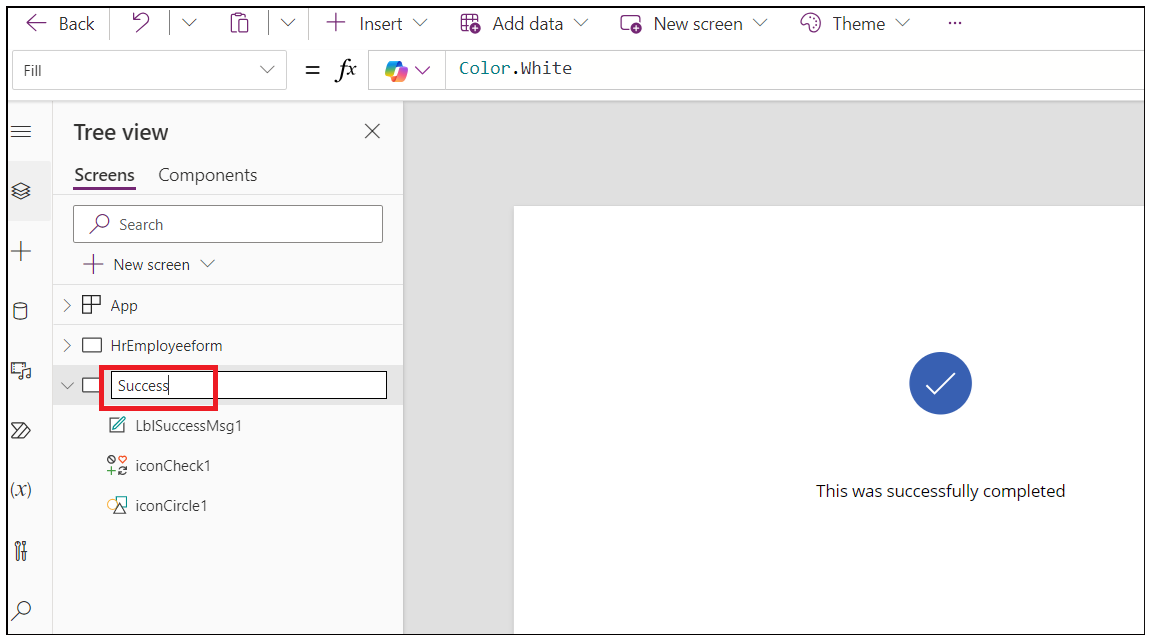 Back Insert Add data New screen Theme ...
Fill = fx Color.White
Tree view
Screens Components
Search
New screen
App
HrEmployeeform
Success
LblSuccessMsg1
iconCheck1
iconCircle1
(x)
This was successfully completed